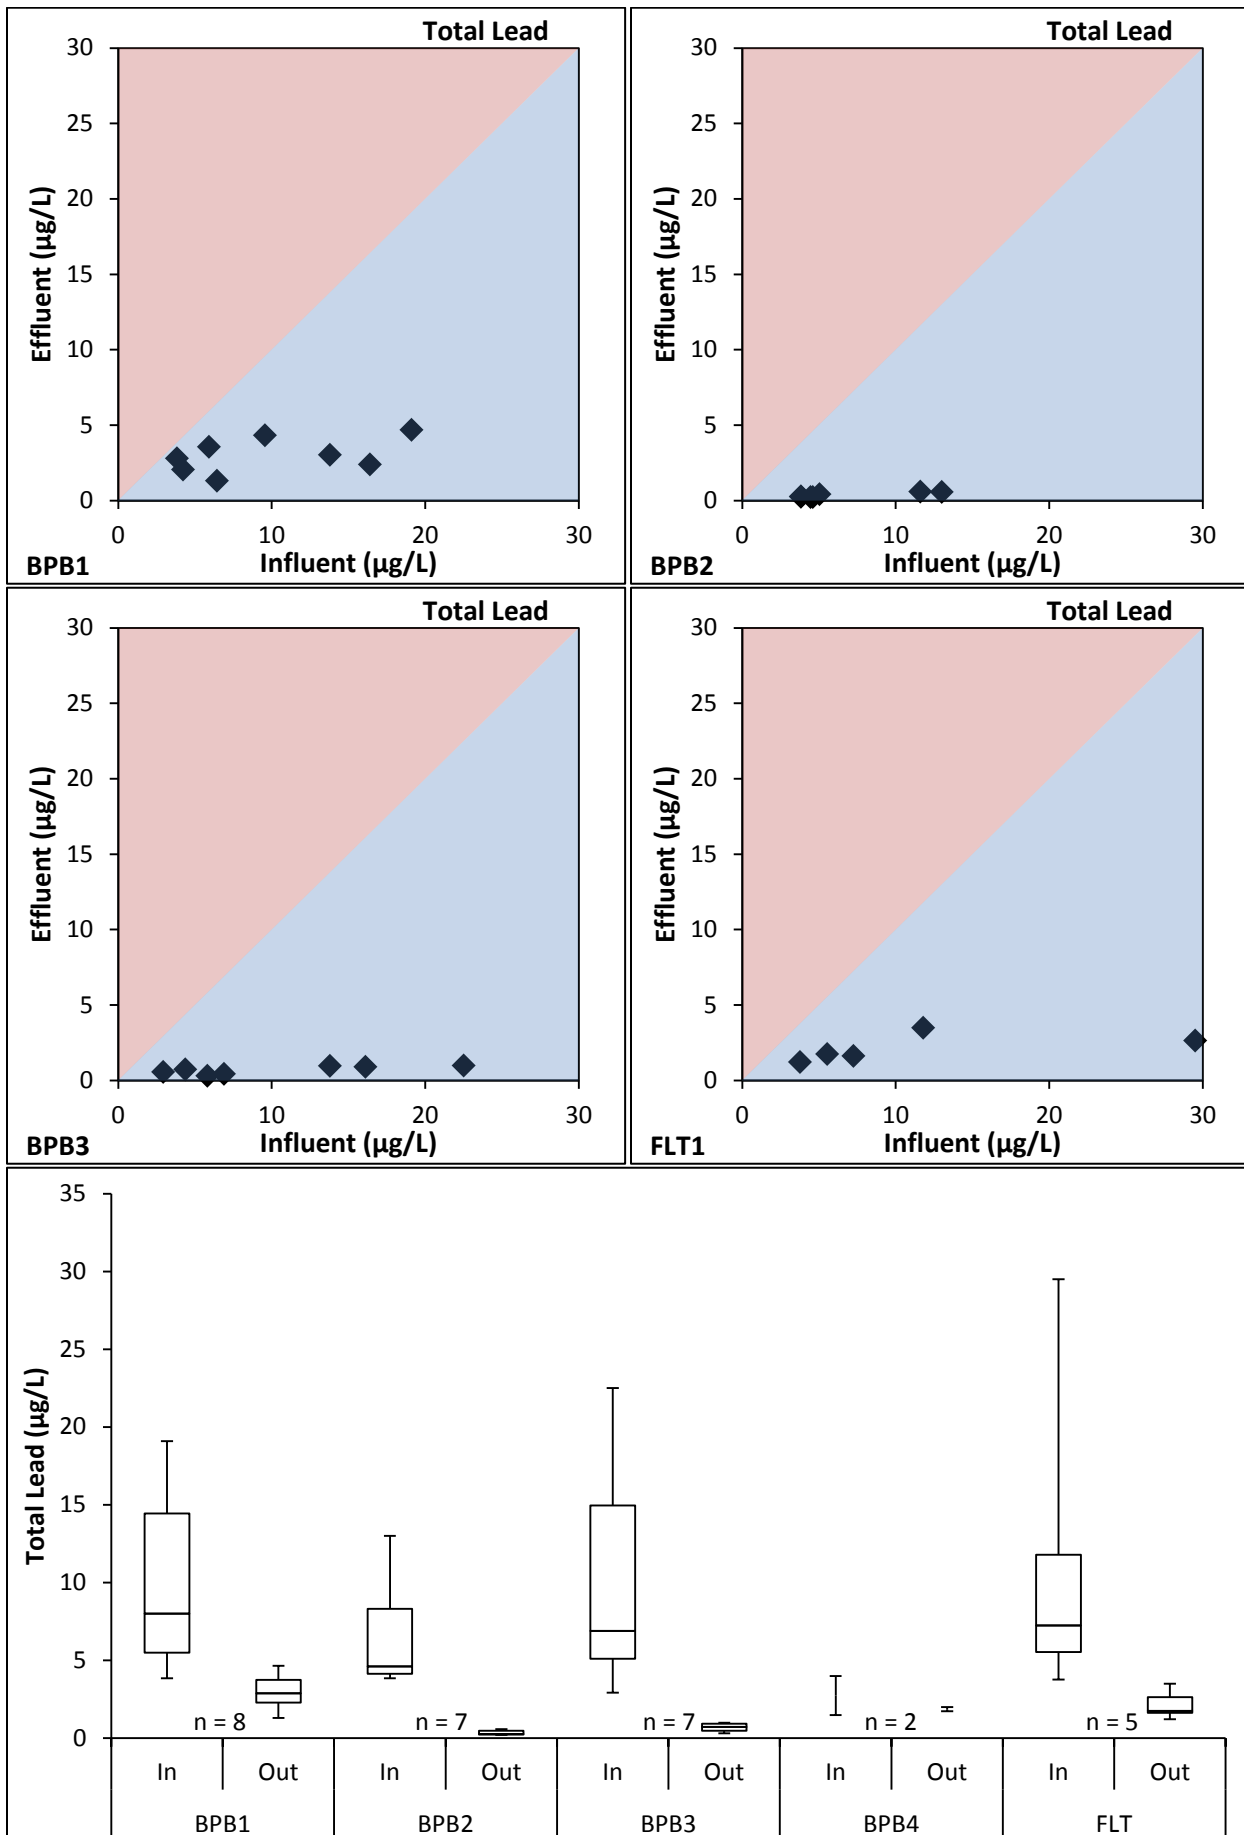 Total Lead
30
25
20
15
10
5
0
Effluent (µg/L)
0 10 20 30
Influent (µg/L)
BPB1
Total Lead
30
25
20
15
10
5
0
Effluent (µg/L)
0 10 20 30
Influent (µg/L)
BPB2
Total Lead
30
25
20
15
10
5
0
Effluent (µg/L)
0 10 20 30
Influent (µg/L)
BPB3
Total Lead
30
25
20
15
10
5
0
Effluent (µg/L)
0 10 20 30
Influent (µg/L)
FLT1
35
30
25
20
15
10
5
0
Total Lead (µg/L)
n = 8 n = 7 n = 7 n = 2 n = 5
In Out In Out In Out In Out In Out
BPB1 BPB2 BPB3 BPB4 FLT